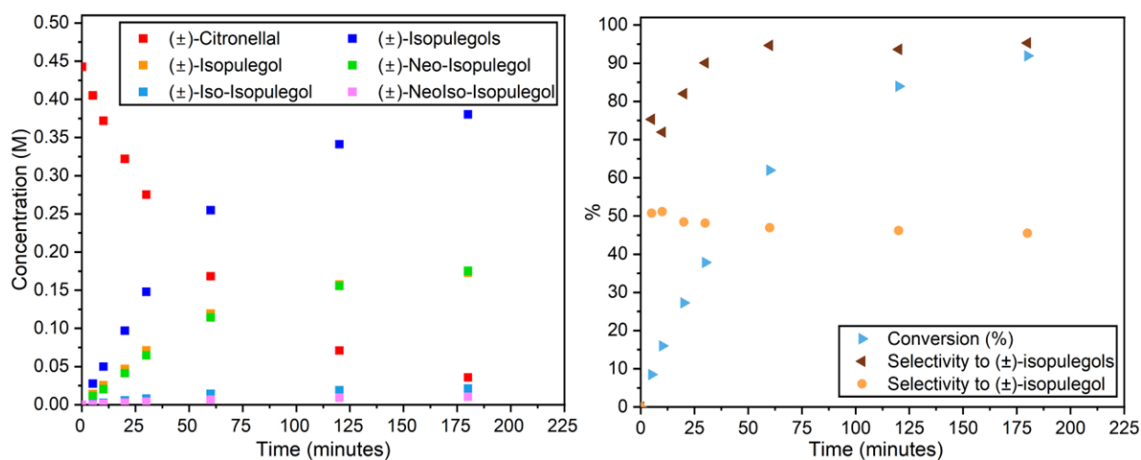 0.50
0.45
0.40
0.35
0.30
0.25
0.20
0.15
0.10
0.05
0.00
Concentration (M)
(±)-Citronellal (±)-Isopulegols
(±)-Isopulegol (±)-Neo-Isopulegol
(±)-Iso-Isopulegol (±)-NeoIso-Isopulegol
0 25 50 75 100 125 150 175 200 225
Time (minutes)
100
90
80
70
60
50
40
30
20
10
0
%
Conversion (%)
Selectivity to (±)-isopulegols
Selectivity to (±)-isopulegol
0 25 50 75 100 125 150 175 200 225
Time (minutes)